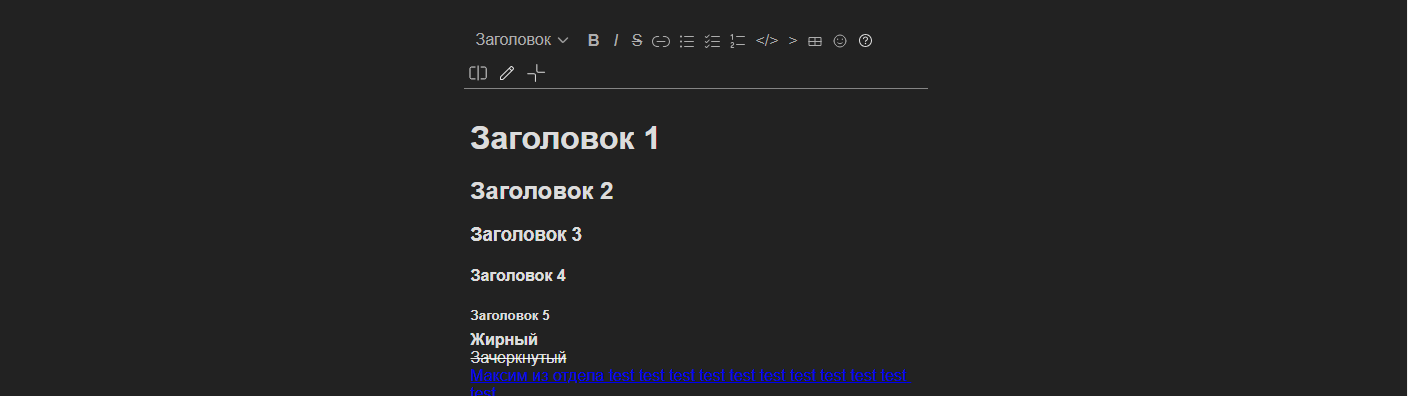 Заголовок B I S </> >
Заголовок 1
Заголовок 2
Заголовок 3
Заголовок 4
Заголовок 5
Жирный
Зачеркнутый
Максим из отдела test test test test test test test test test test
test